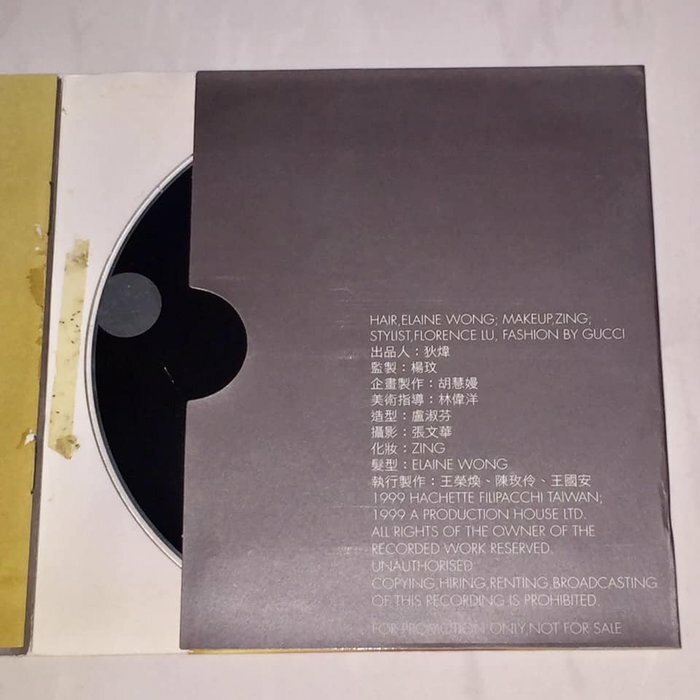 HAIR,ELAINE WONG; MAKEUP,ZING;
STYLIST,FLORENCE LU, FASHION BY GUCCI
出品人：狄煒
監製：楊玟
企畫製作：胡慧嫚
美術指導：林偉洋
造型：盧淑芬
攝影：張文華
化妝：ZING
髮型：ELAINE WONG
執行製作：王榮煥、陳玫伶、王國安
1999 HACHETTE FILIPACCHI TAIWAN;
1999 A PRODUCTION HOUSE LTD.
ALL RIGHTS OF THE OWNER OF THE
RECORDED WORK RESERVED.
UNAUTHORISED
COPYING,HIRING,RENTING,BROADCASTING
OF THIS RECORDING IS PROHIBITED.
FOR PROMOTION ONLY,NOT FOR SALE